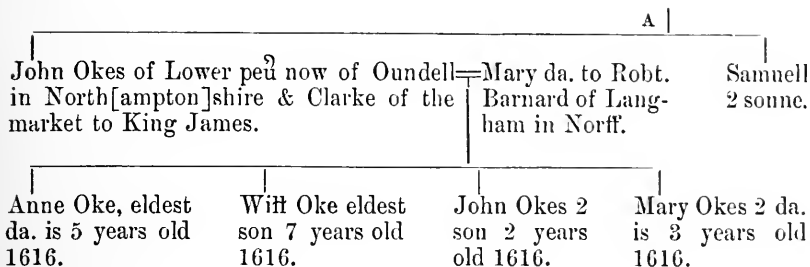 A
John Okes of Lower peũ now of Oundell
in North[ampton]shire & Clarke of the
market to King James.
Mary da. to Robt.
Barnard of Lang-
ham in Norff.
Samuell
2 sonne.
Anne Oke, eldest
da. is 5 years old
1616.
Witt Oke eldest
son 7 years old
1616.
John Okes 2
son 2 years
old 1616.
Mary Okes 2 da.
is 3 years old
1616.